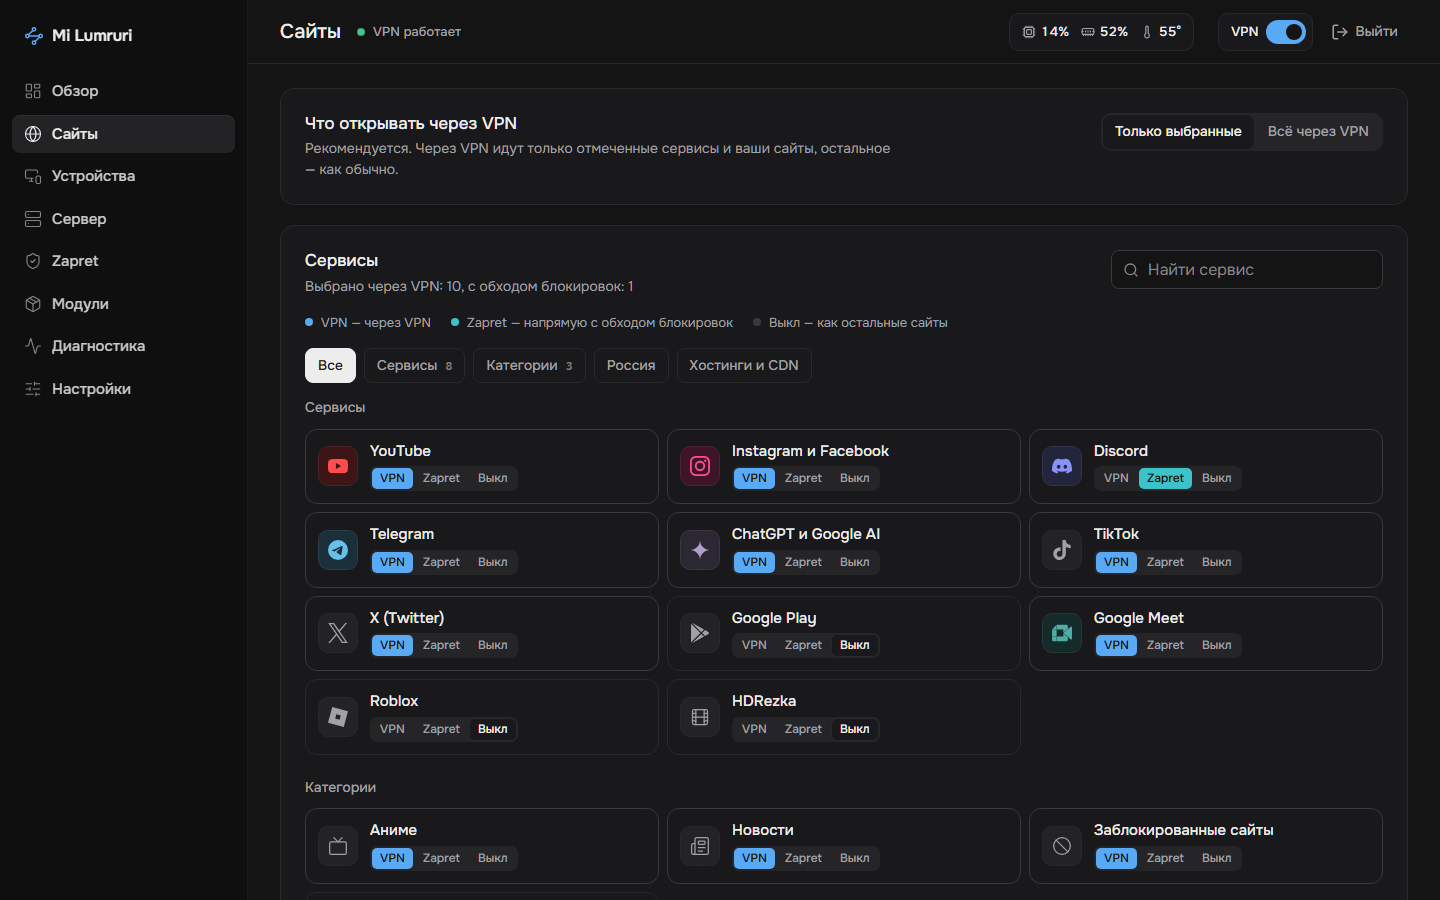 Mi Lumruri
Обзор
Сайты
Устройства
Сервер
Zapret
Модули
Диагностика
Настройки
Сайты
VPN работает
14%
52%
55°
VPN
Выйти
Что открывать через VPN
Рекомендуется. Через VPN идут только отмеченные сервисы и ваши сайты, остальное
— как обычно.
Только выбранные
Всё через VPN
Сервисы
Выбрано через VPN: 10, с обходом блокировок: 1
Найти сервис
VPN — через VPN
Zapret — напрямую с обходом блокировок
Выкл — как остальные сайты
Все
Сервисы 8
Категории 3
Россия
Хостинги и CDN
Сервисы
YouTube
VPN Zapret Выкл
Instagram и Facebook
VPN Zapret Выкл
Discord
VPN Zapret Выкл
Telegram
VPN Zapret Выкл
ChatGPT и Google AI
VPN Zapret Выкл
TikTok
VPN Zapret Выкл
X (Twitter)
VPN Zapret Выкл
Google Play
VPN Zapret Выкл
Google Meet
VPN Zapret Выкл
Roblox
VPN Zapret Выкл
HDRezka
VPN Zapret Выкл
Категории
Аниме
VPN Zapret Выкл
Новости
VPN Zapret Выкл
Заблокированные сайты
VPN Zapret Выкл